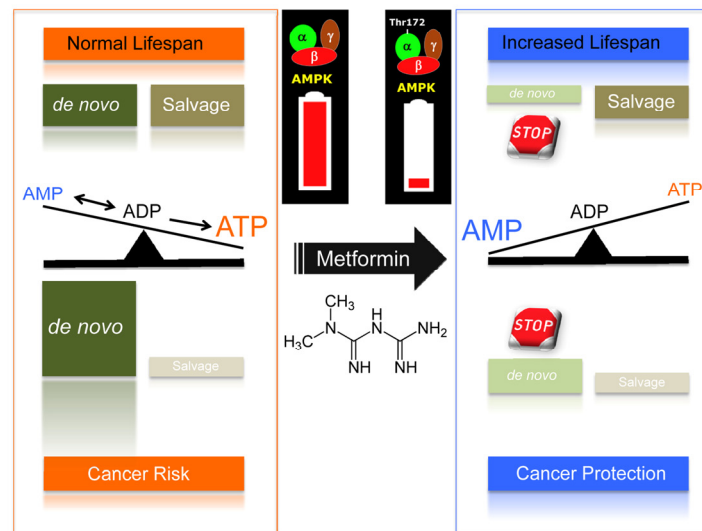 Normal Lifespan
de novo
Salvage
AMP
ADP
ATP
de novo
Salvage
Cancer Risk
α
γ
β
AMPK
Thr172
α
γ
β
AMPK
Metformin
CH₃
H₃C
N
H
N
NH₂
NH
NH
Increased Lifespan
de novo
Salvage
STOP
ATP
ADP
AMP
STOP
de novo
Salvage
Cancer Protection